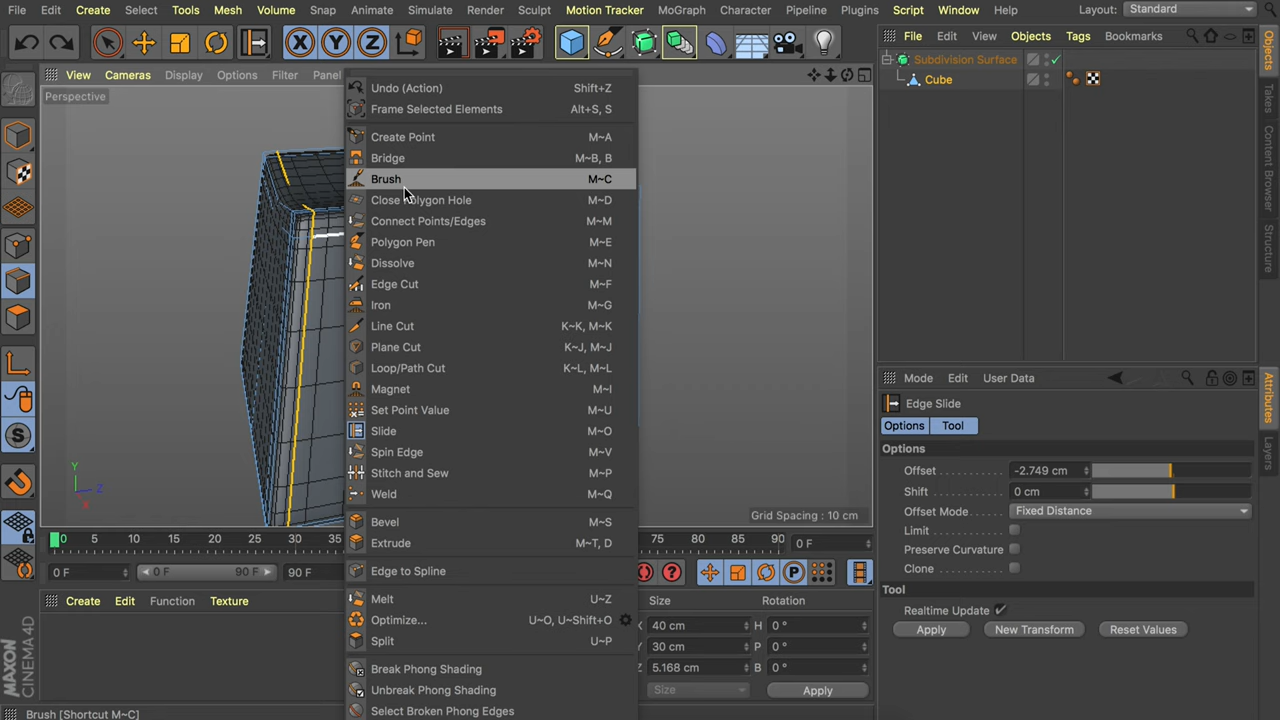 File Edit Create Select Tools Mesh Volume Snap Animate Simulate Render Sculpt Motion Tracker MoGraph Character Pipeline Plugins Script Window Help Layout: Standard
X Y Z
File Edit View Objects Tags Bookmarks
View Cameras Display Options Filter Panel
Perspective
Subdivision Surface
Cube
Undo (Action) Shift+Z
Frame Selected Elements Alt+S, S
Create Point M~A
Bridge M~B, B
Brush M~C
Close Polygon Hole M~D
Connect Points/Edges M~M
Polygon Pen M~E
Dissolve M~N
Edge Cut M~F
Iron M~G
Line Cut K~K, M~K
Plane Cut K~J, M~J
Loop/Path Cut K~L, M~L
Magnet M~I
Set Point Value M~U
Slide M~O
Spin Edge M~V
Stitch and Sew M~P
Weld M~Q
Bevel M~S
Extrude M~T, D
Edge to Spline
Melt U~Z
Optimize... U~O, U~Shift+O
Split U~P
Break Phong Shading
Unbreak Phong Shading
Select Broken Phong Edges
Y
Z
X
Grid Spacing : 10 cm
0 5 10 15 20 25 30 35 75 80 85 90 0 F
0 F 0 F 90 F 90 F
P
Create Edit Function Texture
Size Rotation
X 40 cm H 0 °
Y 30 cm P 0 °
Z 5.168 cm B 0 °
Size Apply
Mode Edit User Data
Edge Slide
Options Tool
Options
Offset -2.749 cm
Shift 0 cm
Offset Mode Fixed Distance
Limit
Preserve Curvature
Clone
Tool
Realtime Update
Apply New Transform Reset Values
Objects
Takes
Content Browser
Structure
Attributes
Layers
S
MAXON
CINEMA4D
Brush [Shortcut M~C]